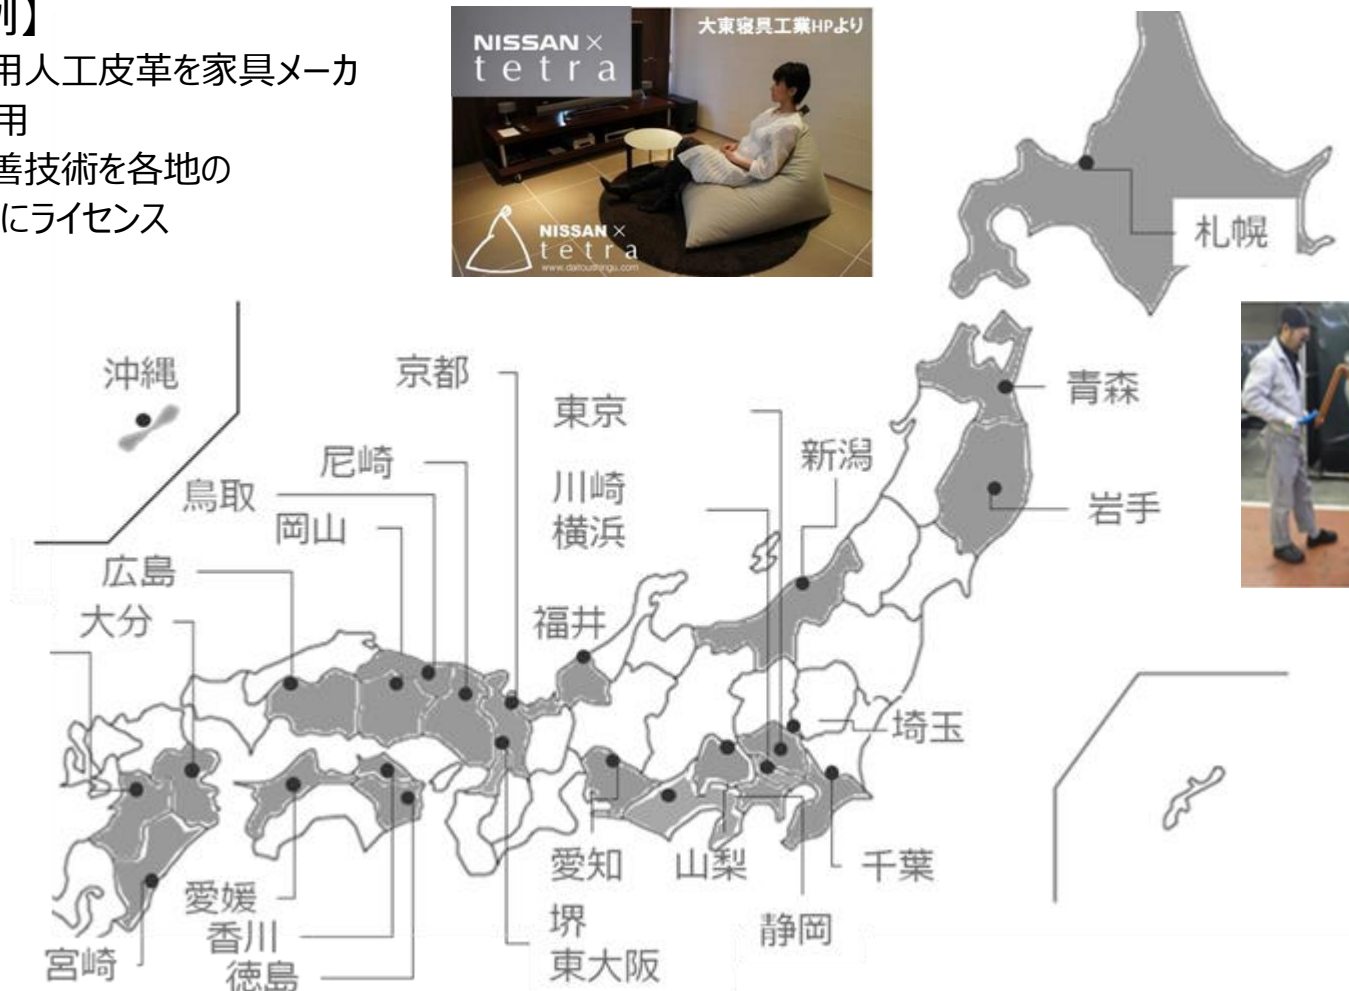 例】
用人工皮革を家具メーカ
用
善技術を各地の
にライセンス
NISSAN ×
tetra
大東寝具工業HPより
NISSAN ×
tetra
www.daitoushingu.com
札幌
青森
岩手
沖縄
京都
東京
川崎
横浜
新潟
尼崎
鳥取
岡山
広島
大分
福井
埼玉
愛知
山梨
千葉
静岡
愛媛
香川
徳島
宮崎
堺
東大阪